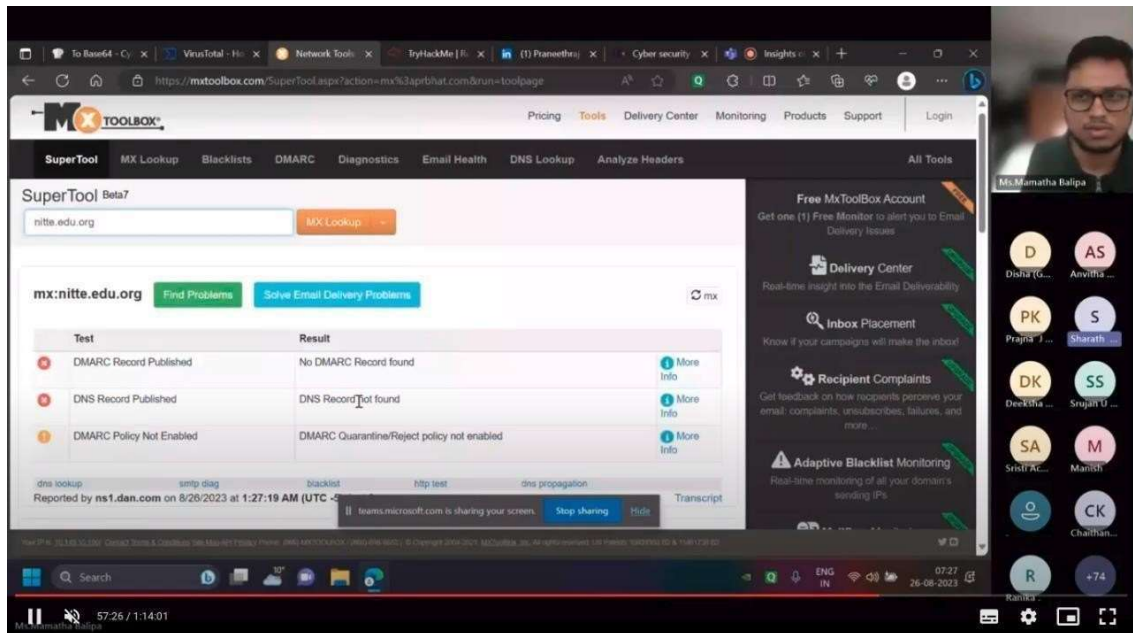 To Base64 - Cy
VirusTotal - Ho
Network Tools
TryHackMe | R
(1) Praneethraj
Cyber security
Insights
https://mxtoolbox.com/SuperTool.aspx?action=mx%3aprbhat.com&run=toolpage
MX TOOLBOX®
Pricing Tools Delivery Center Monitoring Products Support Login
SuperTool MX Lookup Blacklists DMARC Diagnostics Email Health DNS Lookup Analyze Headers All Tools
SuperTool Beta7
nitte.edu.org MX Lookup
mx:nitte.edu.org Find Problems Solve Email Delivery Problems mx
Test Result
DMARC Record Published No DMARC Record found More Info
DNS Record Published DNS Record not found More Info
DMARC Policy Not Enabled DMARC Quarantine/Reject policy not enabled More Info
dns lookup smtp diag blacklist http test dns propagation
Reported by ns1.dan.com on 8/26/2023 at 1:27:19 AM (UTC Transcript
teams.microsoft.com is sharing your screen. Stop sharing Hide
Free MxToolBox Account
FREE
Get one (1) Free Monitor to alert you to Email
Delivery Issues
Delivery Center
Real-time insight into the Email Deliverability
Inbox Placement
Know if your campaigns will make the inbox!
Recipient Complaints
Get feedback on how recipients perceive your
email: complaints, unsubscribes, failures, and
more...
Adaptive Blacklist Monitoring
Real-time monitoring of all your domain's
sending IPs
Search
10°
ENG
IN
07:27
26-08-2023
Ms.Mamatha Balipa
D AS
Disha (G... Anvitha ...
PK S
Prajna J ... Sharath ...
DK SS
Deeksha ... Srujan U ...
SA M
Sristi Ac... Manish
CK
Chaithan...
R +74
Ranika
57:26 / 1:14:01
Ms.Mamatha Balipa